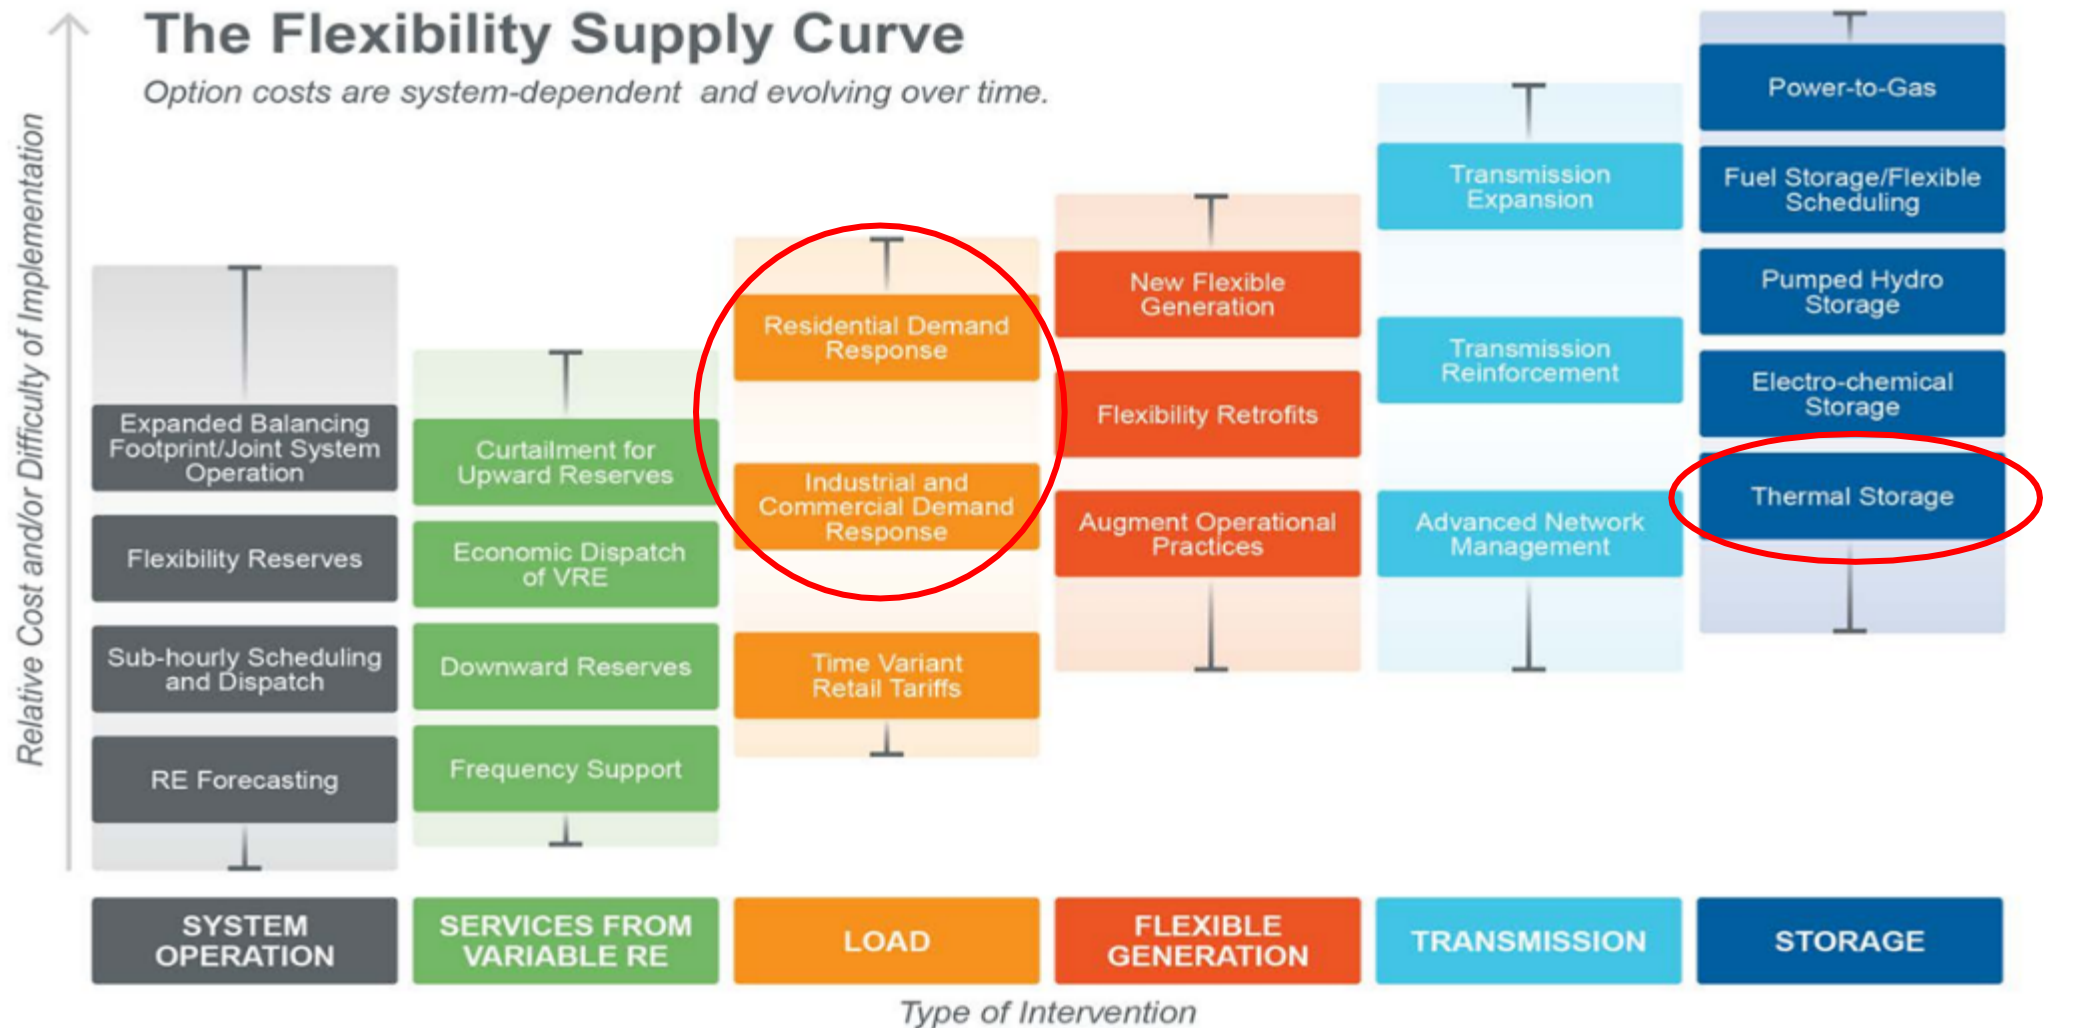 The Flexibility Supply Curve
Option costs are system-dependent and evolving over time.
Relative Cost and/or Difficulty of Implementation
Expanded Balancing
Footprint/Joint System
Operation
Flexibility Reserves
Sub-hourly Scheduling
and Dispatch
RE Forecasting
SYSTEM
OPERATION
Curtailment for
Upward Reserves
Economic Dispatch
of VRE
Downward Reserves
Frequency Support
SERVICES FROM
VARIABLE RE
Residential Demand
Response
Industrial and
Commercial Demand
Response
Time Variant
Retail Tariffs
LOAD
New Flexible
Generation
Flexibility Retrofits
Augment Operational
Practices
FLEXIBLE
GENERATION
Transmission
Expansion
Transmission
Reinforcement
Advanced Network
Management
TRANSMISSION
Power-to-Gas
Fuel Storage/Flexible
Scheduling
Pumped Hydro
Storage
Electro-chemical
Storage
Thermal Storage
STORAGE
Type of Intervention